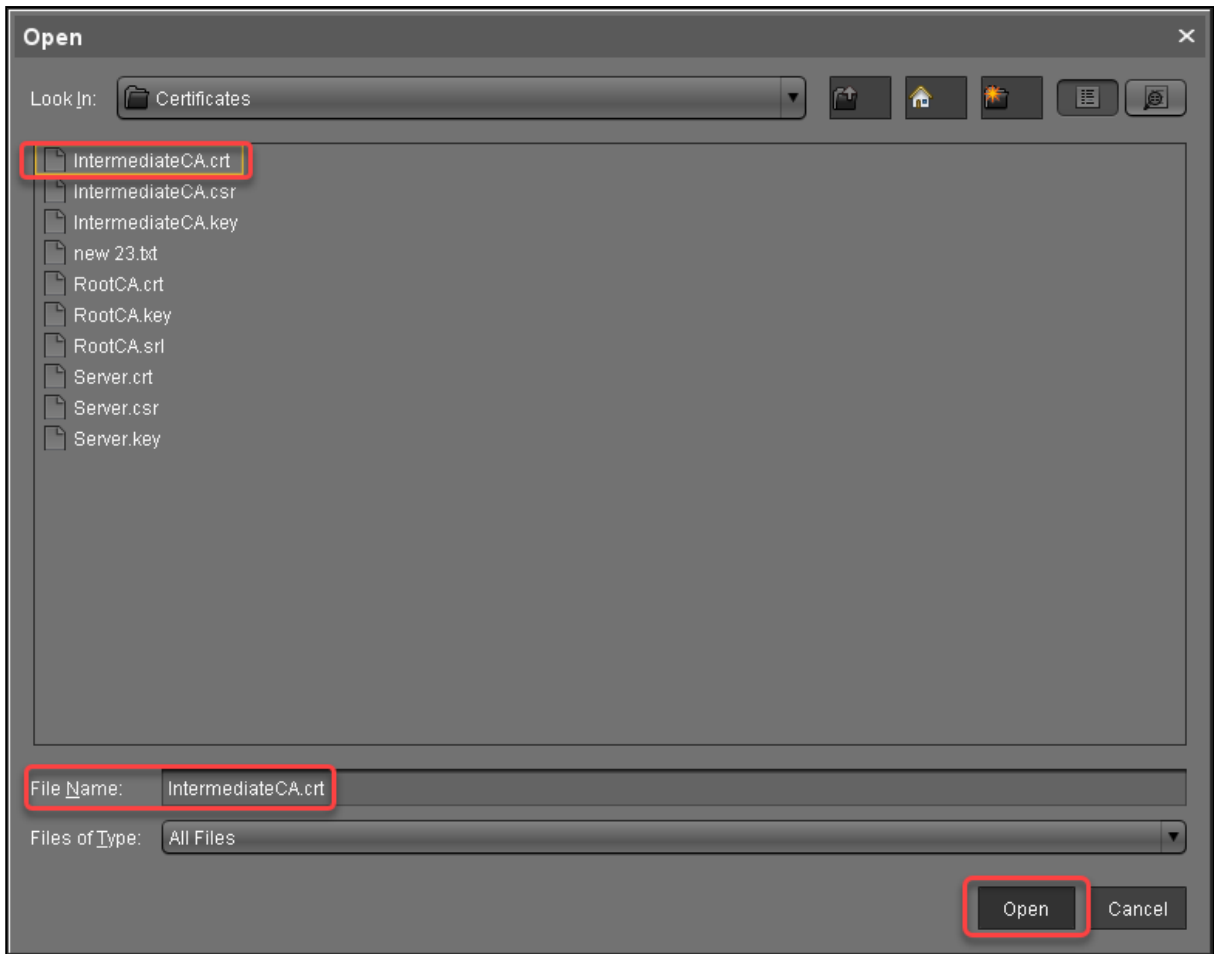 Open
Look In: Certificates
IntermediateCA.crt
IntermediateCA.csr
IntermediateCA.key
new 23.txt
RootCA.crt
RootCA.key
RootCA.srl
Server.crt
Server.csr
Server.key
File Name: IntermediateCA.crt
Files of Type: All Files
Open Cancel